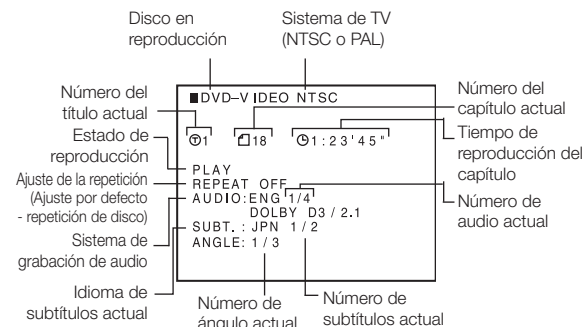 Disco en
reproducción
Sistema de TV
(NTSC o PAL)
Número del
título actual
Estado de
reproducción
Ajuste de la repetición
(Ajuste por defecto
- repetición de disco)
Sistema de
grabación de audio
Idioma de
subtítulos actual
DVD–VIDEO NTSC
T1 18 1:23'45"
PLAY
REPEAT OFF
AUDIO:ENG 1/4
DOLBY D3/2.1
SUBT.: JPN 1/2
ANGLE: 1/3
Número del
capítulo actual
Tiempo de
reproducción del
capítulo
Número de
audio actual
Número de
ángulo actual
Número de
subtítulos actual